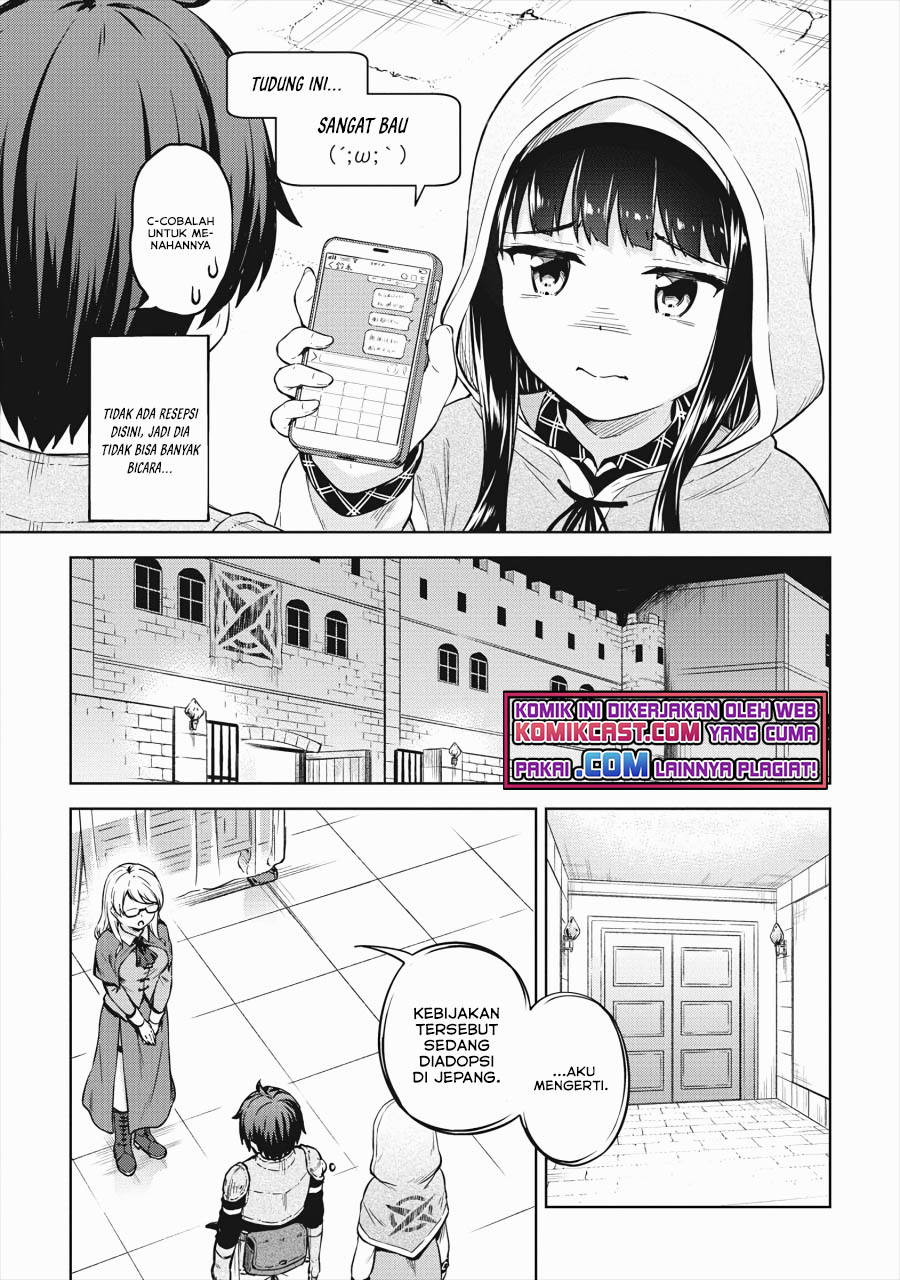 TUDUNG INI...
SANGAT BAU
(´;ω;｀)
C-COBALAH
UNTUK ME-
NAHANNYA
TIDAK ADA RESEPSI
DISINI, JADI DIA
TIDAK BISA BANYAK
BICARA...
KOMIK INI DIKERJAKAN OLEH WEB
KOMIKCAST.COM YANG CUMA
PAKAI .COM LAINNYA PLAGIAT!
...AKU
MENGERTI.
KEBIJAKAN
TERSEBUT
SEDANG
DIADOPSI
DI JEPANG.